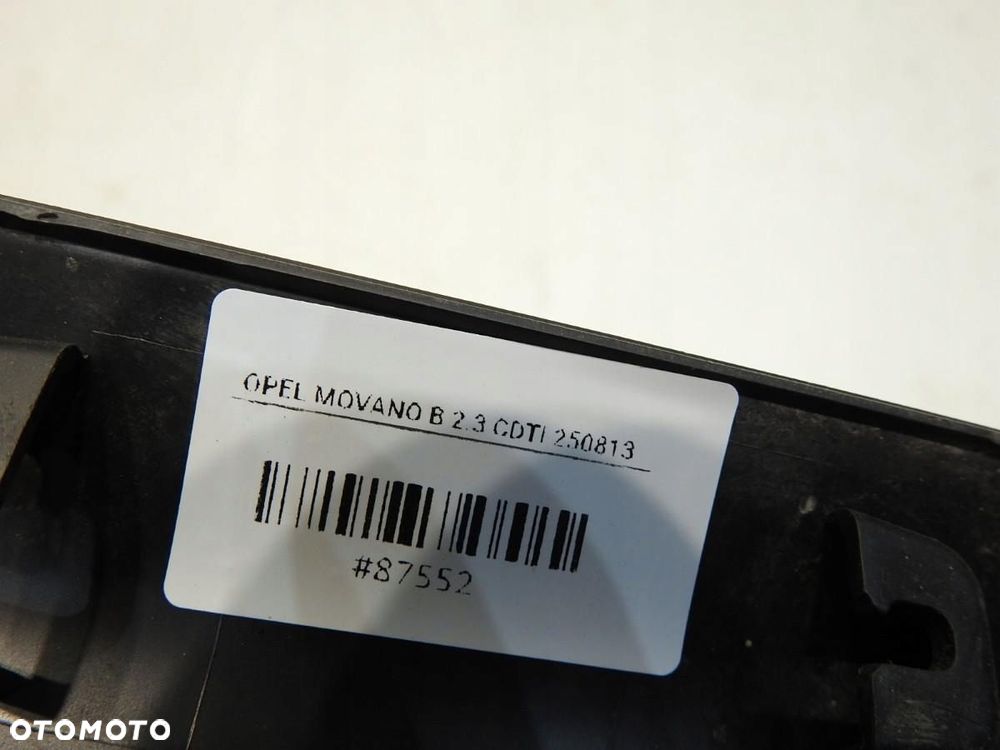 OPEL MOVANO B 2.3 CDTI 250813
#87552
OTOMOTO